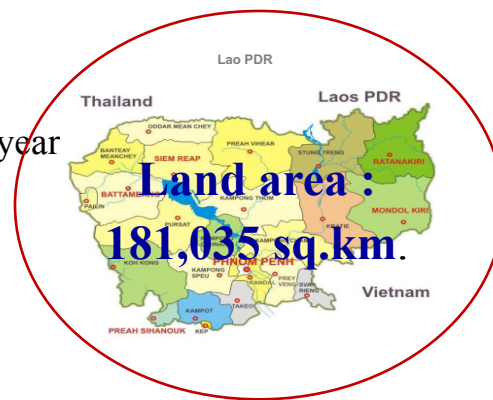 Lao PDR
Thailand
Laos PDR
ODDAR MEAN CHEY
year
BANTEAY
MEANCHEY
SIEM REAP
PREAH VIHEAR
STUNG TRENG
RATANAKIRI
Land area :
BATTAMBANG
PAILIN
KAMPONG THOM
MONDOL KIRI
PURSAT
KRATIE
181,035 sq.km.
PHNOM PENH
KOH KONG
KAMPONG
SPEU
KANDAL
PREY
VENG
SVAY
RIENG
Vietnam
TAKEO
KAMPOT
PREAH SIHANOUK
KEP